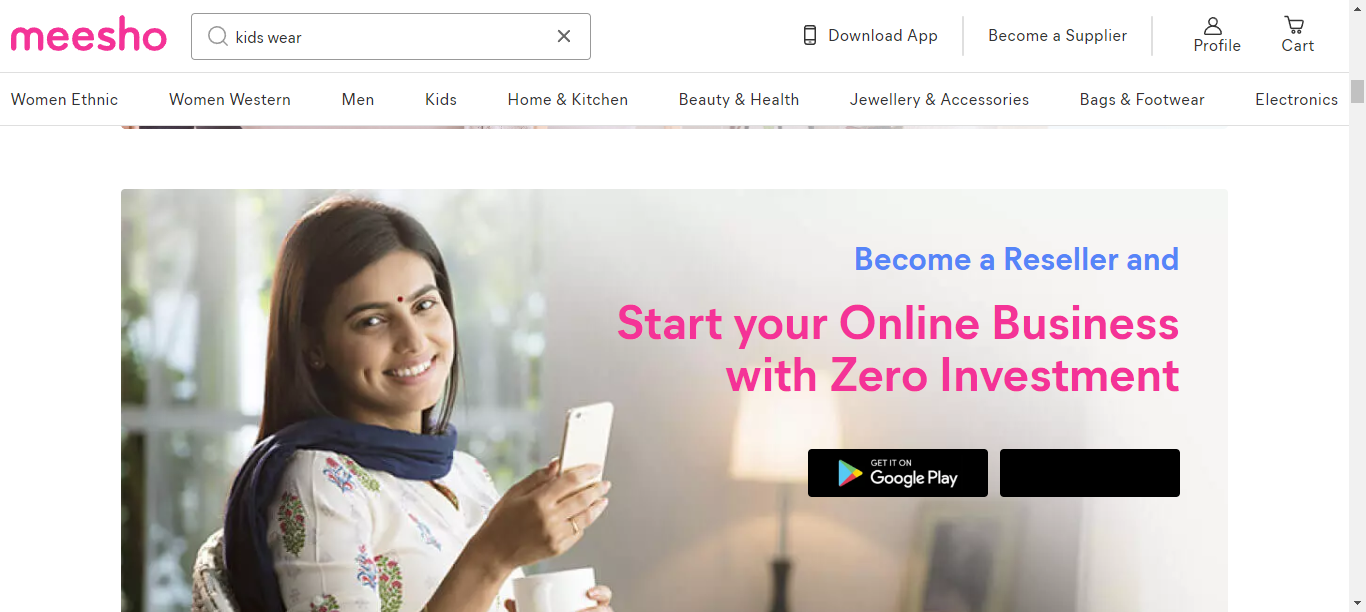 meesho
kids wear
Download App
Become a Supplier
Profile
Cart
Women Ethnic
Women Western
Men
Kids
Home & Kitchen
Beauty & Health
Jewellery & Accessories
Bags & Footwear
Electronics
Become a Reseller and
Start your Online Business
with Zero Investment
GET IT ON
Google Play